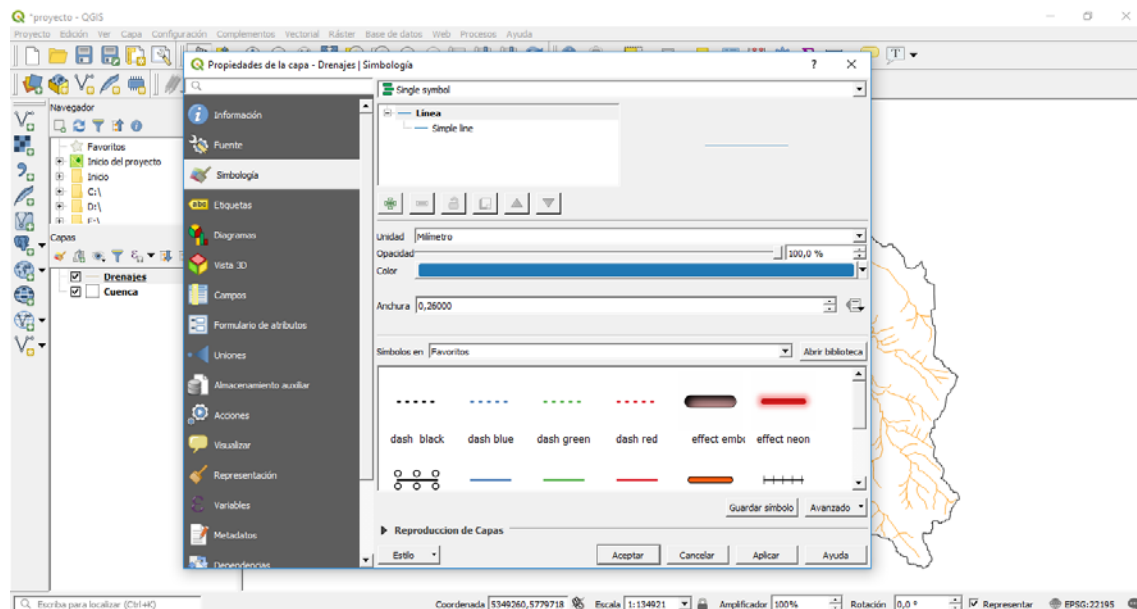 *proyecto - QGIS
Proyecto Edición Ver Capa Configuración Complementos Vectorial Ráster Base de datos Web Procesos Ayuda
Propiedades de la capa - Drenajes | Simbología
Navegador
Favoritos
Inicio del proyecto
Inicio
C:\
D:\
E:\
Capas
Drenajes
Cuenca
Información
Fuente
Simbología
abc Etiquetas
Diagramas
Vista 3D
Campos
Formulario de atributos
Uniones
Almacenamiento auxiliar
Acciones
Visualizar
Representación
Variables
Metadatos
Dependencias
Single symbol
Línea
Simple line
Unidad Milímetro
Opacidad 100,0 %
Color
Anchura 0,26000
Símbolos en Favoritos Abrir biblioteca
dash black dash blue dash green dash red effect embo effect neon
Guardar símbolo Avanzado
Reproduccion de Capas
Estilo Aceptar Cancelar Aplicar Ayuda
Escriba para localizar (Ctrl+K) Coordenada 5349260,5779718 Escala 1:134921 Amplificador 100% Rotación 0,0 ° Representar EPSG:22195